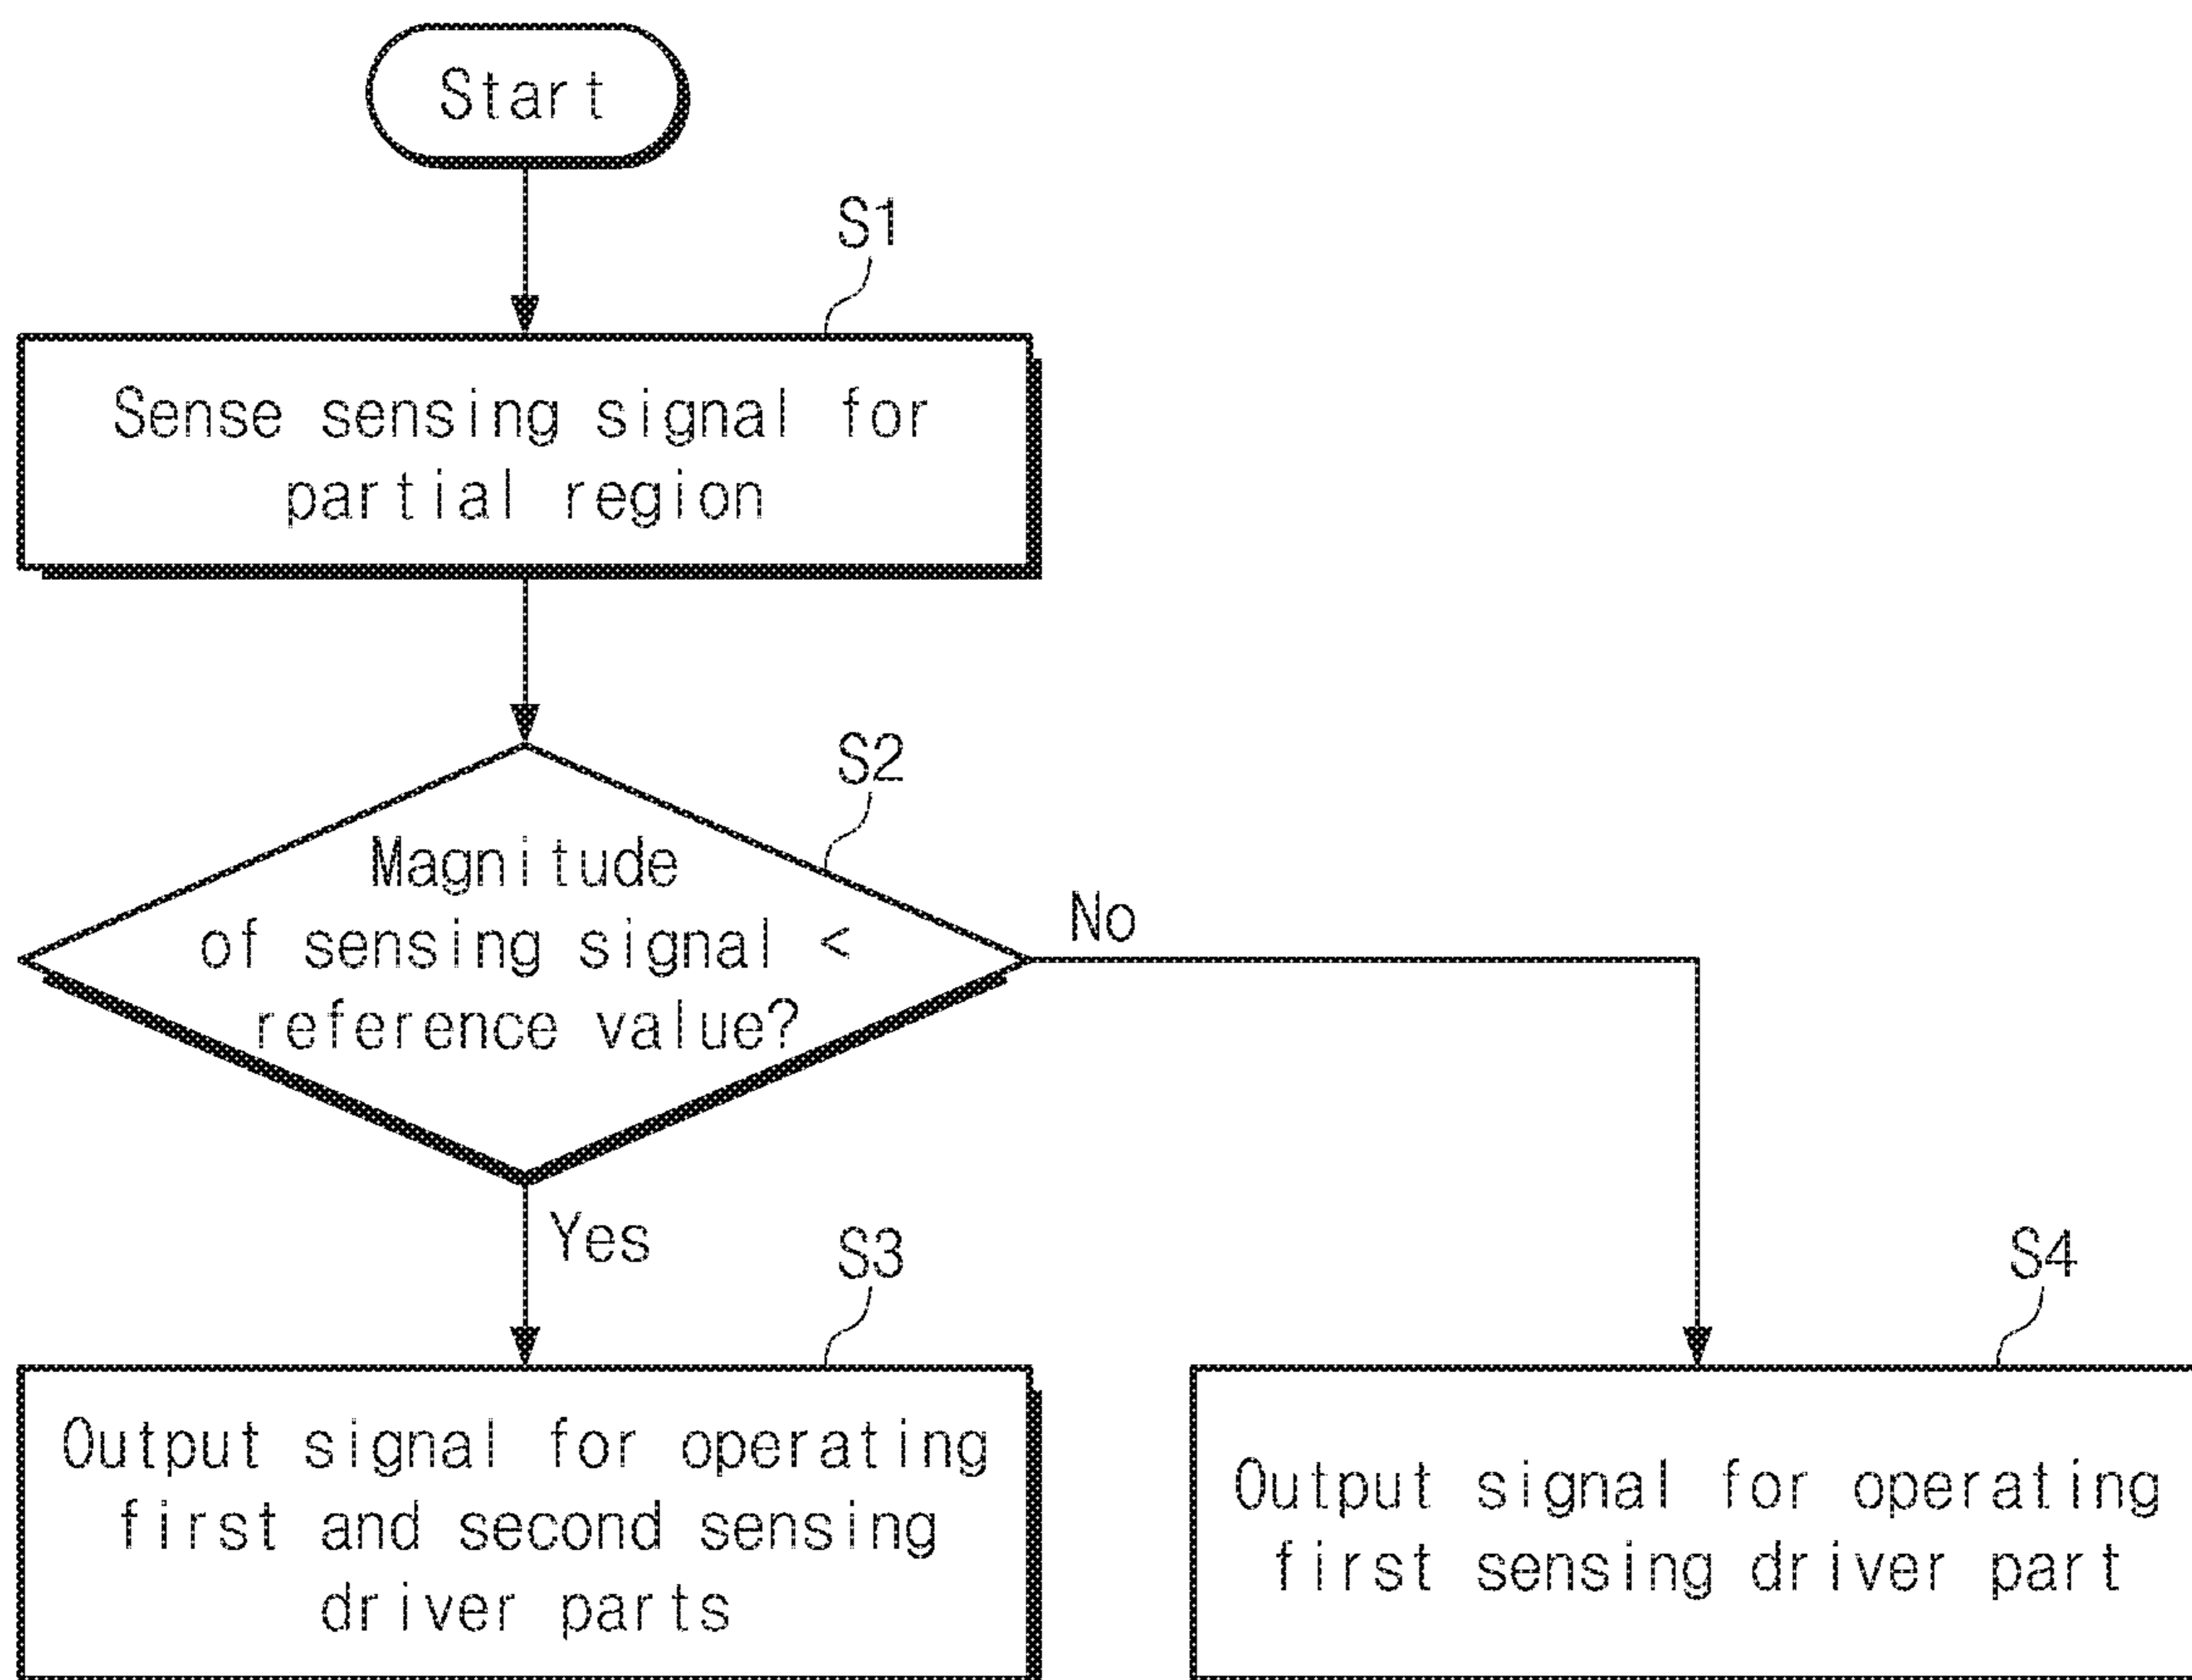 Start
S1
Sense sensing signal for
partial region
S2
Magnitude
of sensing signal <
reference value?
No
Yes
S3
Output signal for operating
first and second sensing
driver parts
S4
Output signal for operating
first sensing driver part